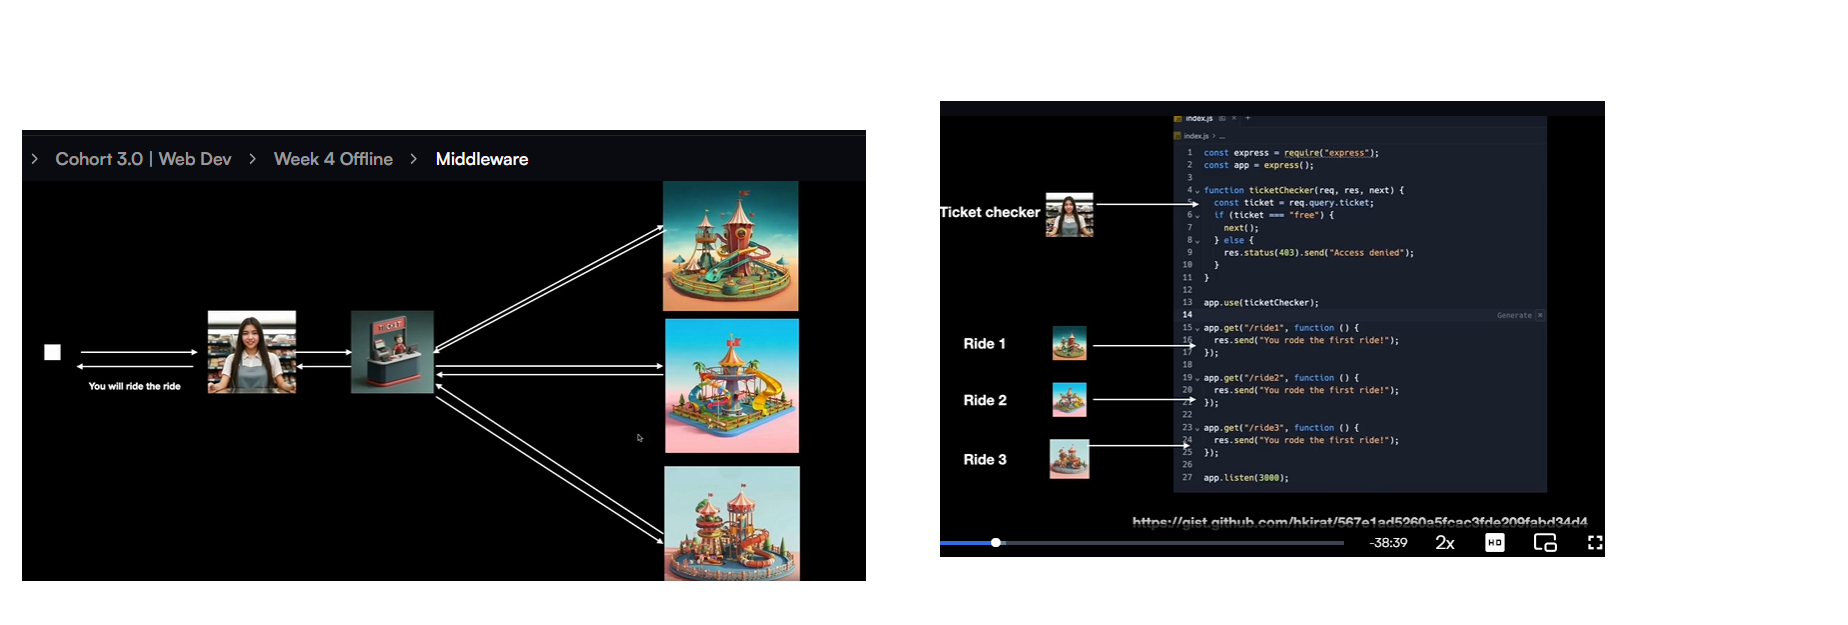 Cohort 3.0 | Web Dev > Week 4 Offline > Middleware
TICKET
You will ride the ride
index.js
index.js > ...
Ticket checker
Ride 1
Ride 2
Ride 3
1 const express = require("express");
2 const app = express();
3
4 function ticketChecker(req, res, next) {
5 const ticket = req.query.ticket;
6 if (ticket === "free") {
7 next();
8 } else {
9 res.status(403).send("Access denied");
10 }
11 }
12
13 app.use(ticketChecker);
14 Generate
15 app.get("/ride1", function () {
16 res.send("You rode the first ride!");
17 });
18
19 app.get("/ride2", function () {
20 res.send("You rode the first ride!");
21 });
22
23 app.get("/ride3", function () {
24 res.send("You rode the first ride!");
25 });
26
27 app.listen(3000);
https://gist.github.com/hkirat/567e1ad5260a5fcac3fde209fabd34d4
-38:39 2x HD